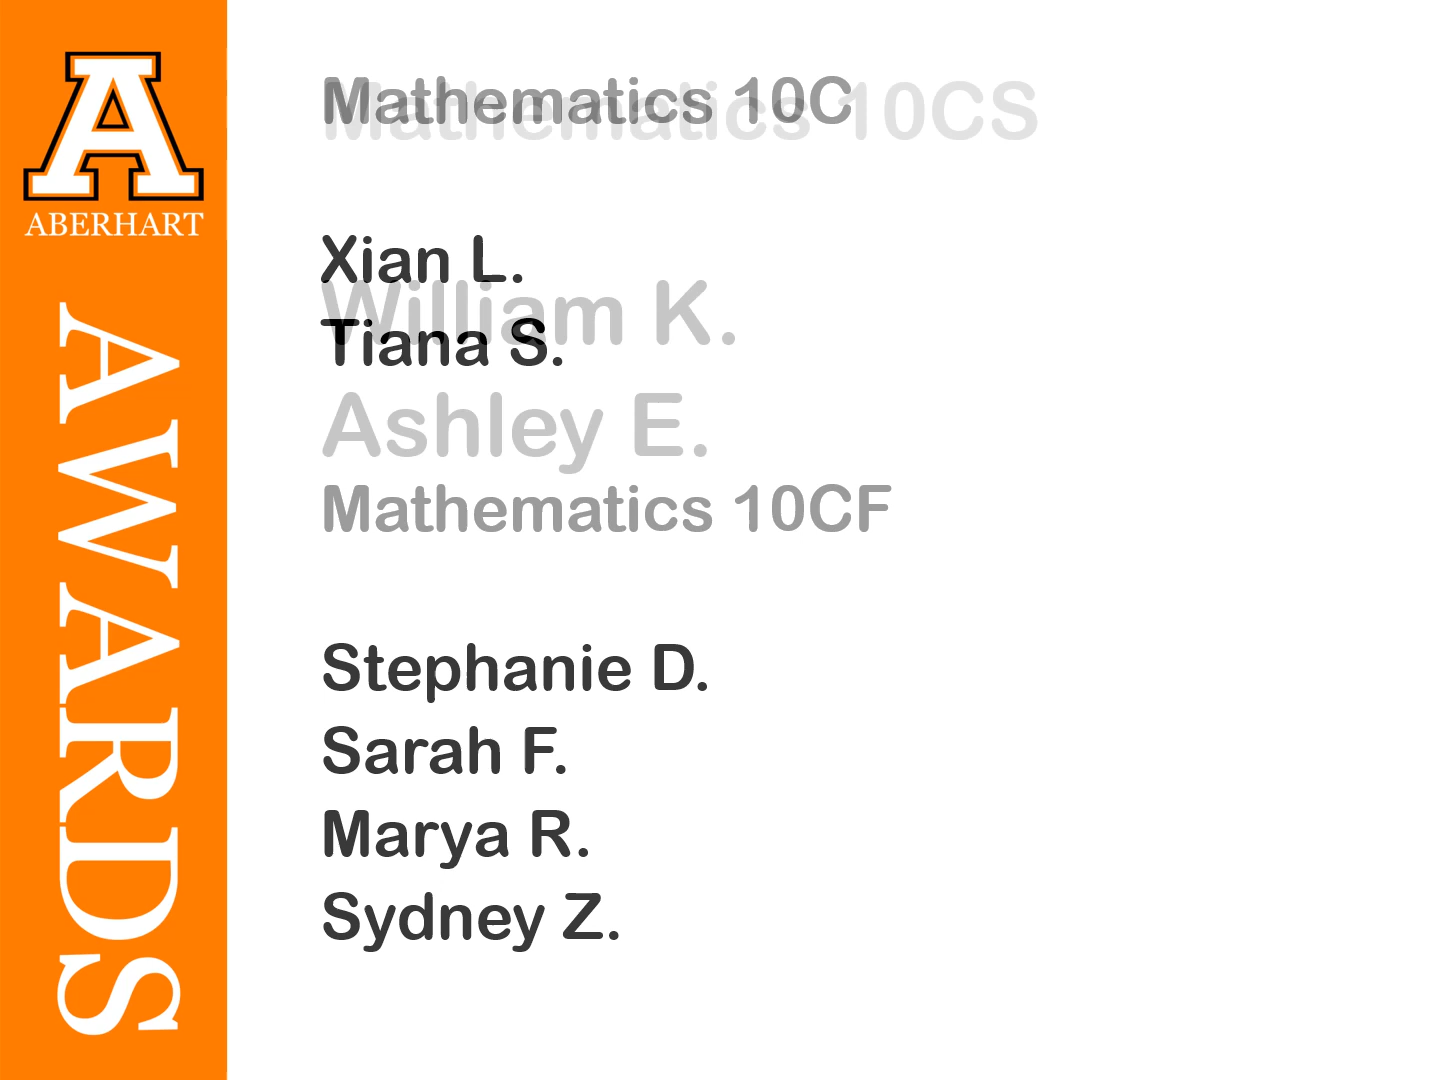 A
ABERHART
AWARDS
Mathematics 10C
Mathematics 10CS
Xian L.
William K.
Tiana S.
Ashley E.
Mathematics 10CF
Stephanie D.
Sarah F.
Marya R.
Sydney Z.